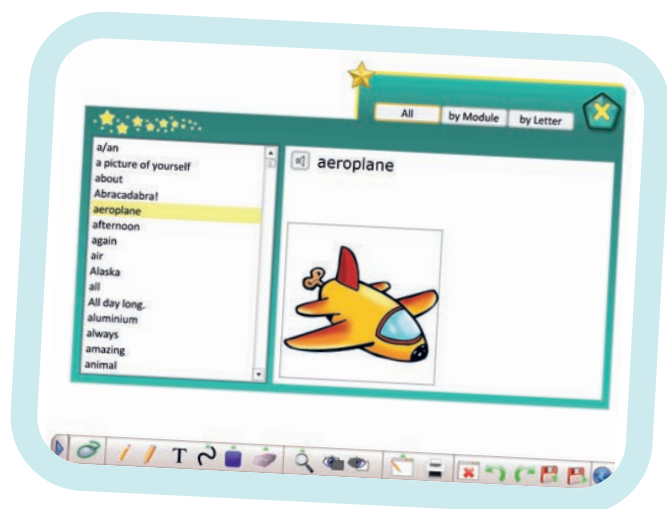 All by Module by Letter
a/an
a picture of yourself
about
Abracadabra!
aeroplane
afternoon
again
air
Alaska
all
All day long.
aluminium
always
amazing
animal
aeroplane
T